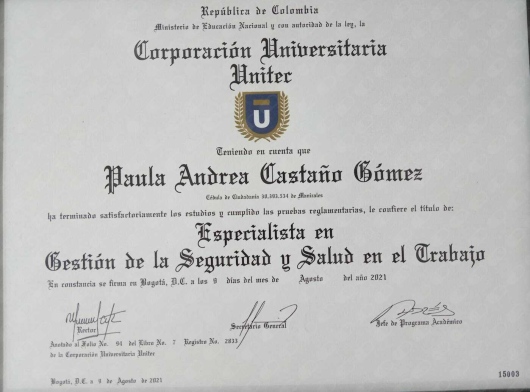 República de Colombia
Ministerio de Educación Nacional y con autoridad de la ley, la
Corporación Universitaria
Unitec
U
Teniendo en cuenta que
Paula Andrea Castaño Gómez
Cédula de Ciudadanía de Manizales
ha terminado satisfactoriamente los estudios y cumplido las pruebas reglamentarias, le confiere el título de:
Especialista en
Gestión de la Seguridad y Salud en el Trabajo
En constancia se firma en Bogotá, D.C. a los 9 días del mes de Agosto del año 2021
Rector
Secretario General
Jefe de Programa Académico
Anotado al Folio No. 94 del Libro No. 7 Registro No. 2833
de la Corporación Universitaria Unitec
Bogotá, D.C. a 9 de Agosto de 2021
15003